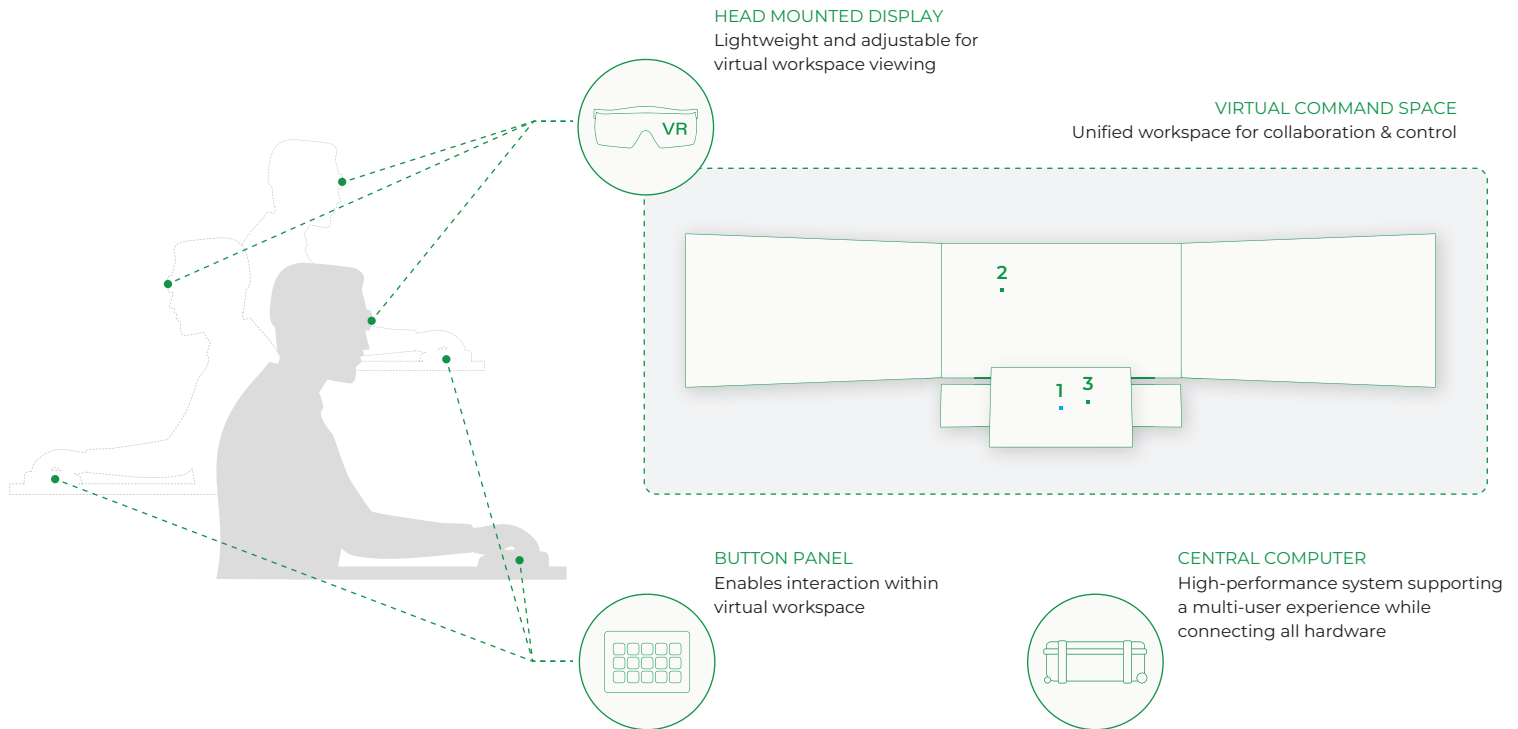 HEAD MOUNTED DISPLAY
Lightweight and adjustable for
virtual workspace viewing
VR
VIRTUAL COMMAND SPACE
Unified workspace for collaboration & control
2
1
3
BUTTON PANEL
Enables interaction within
virtual workspace
CENTRAL COMPUTER
High-performance system supporting
a multi-user experience while
connecting all hardware